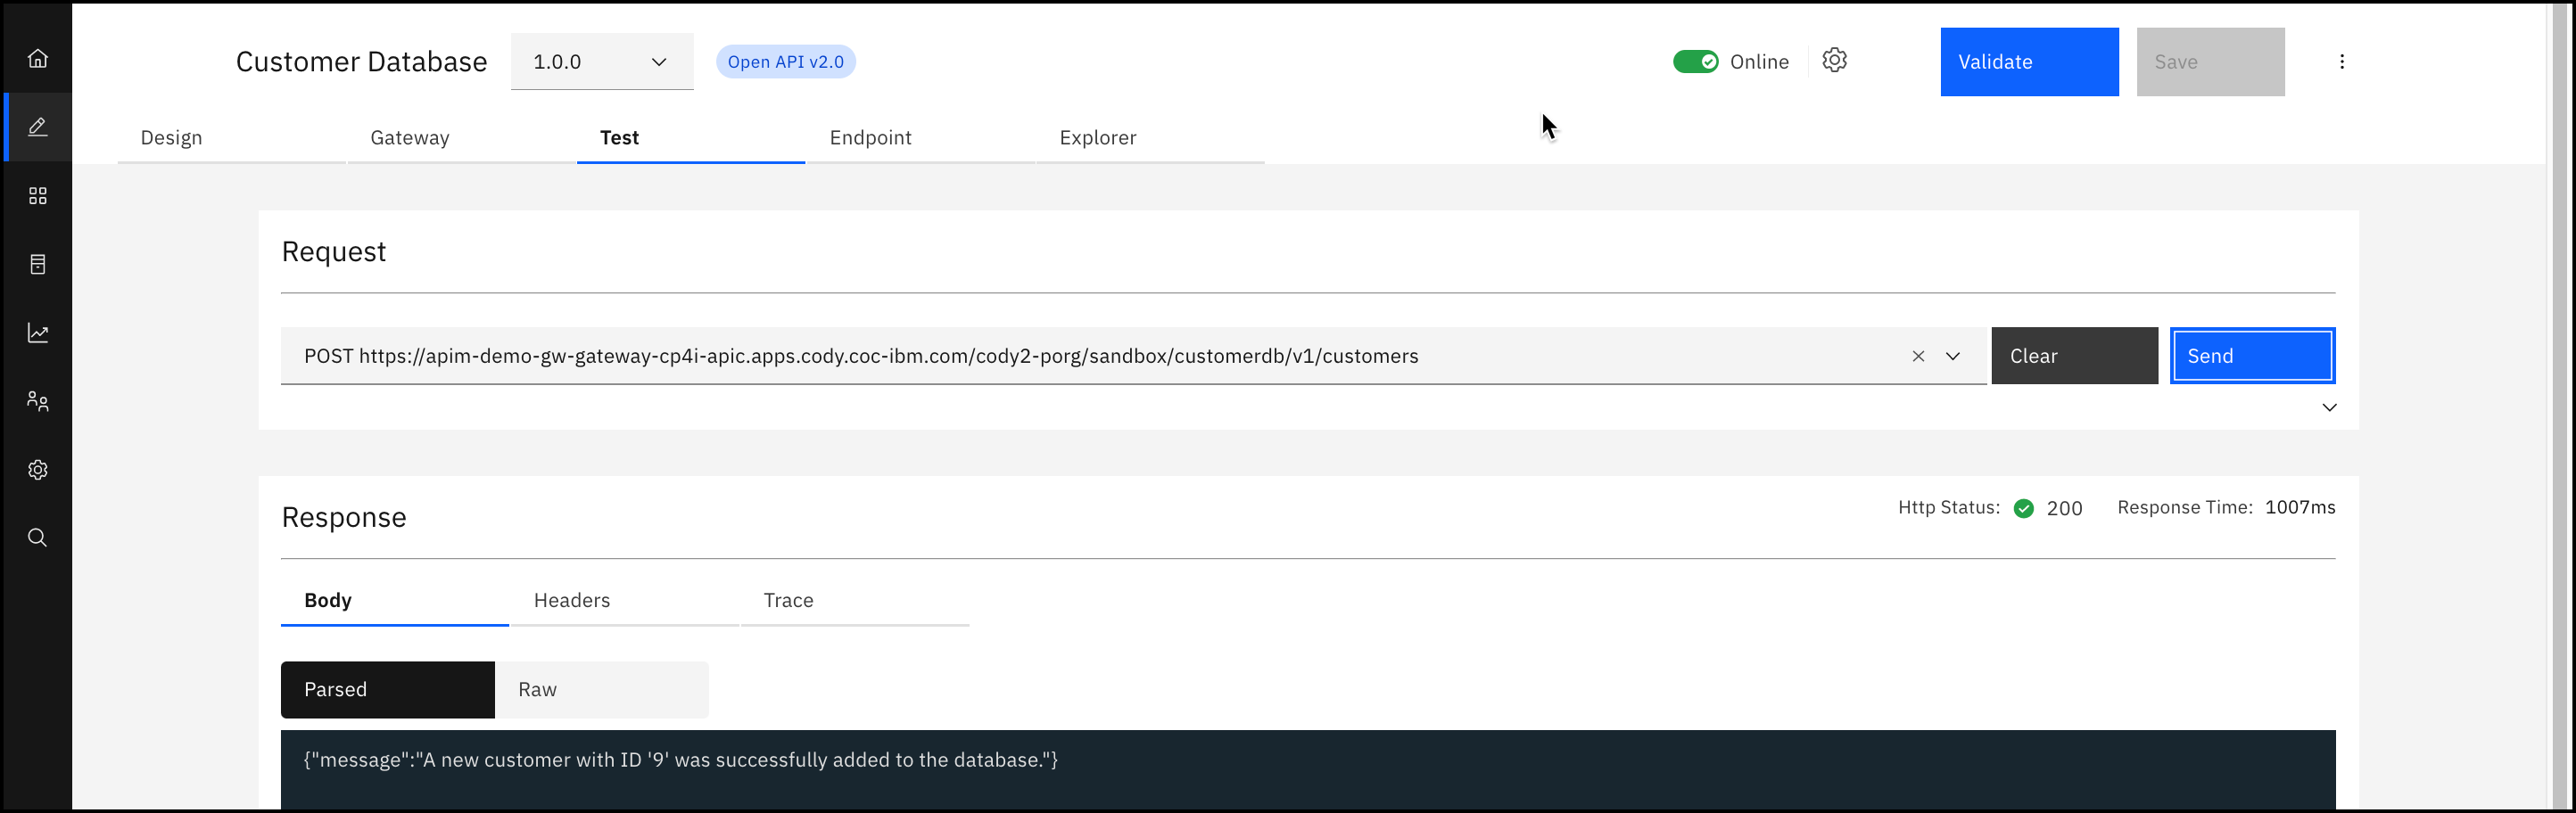 Customer Database
1.0.0
Open API v2.0
Online
Validate
Save
Design
Gateway
Test
Endpoint
Explorer
Request
POST https://apim-demo-gw-gateway-cp4i-apic.apps.cody.coc-ibm.com/cody2-porg/sandbox/customerdb/v1/customers
Clear
Send
Response
Http Status: 200
Response Time: 1007ms
Body
Headers
Trace
Parsed
Raw
{"message":"A new customer with ID '9' was successfully added to the database."}